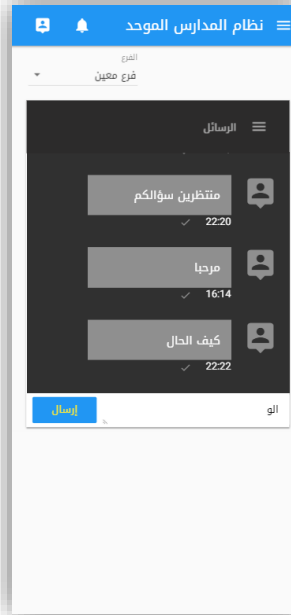 نظام المدارس الموحد
الفرع
فرع معين
الرسائل
منتظرين سؤالكم
22:20
مرحبا
16:14
كيف الحال
22:22
الو
إرسال